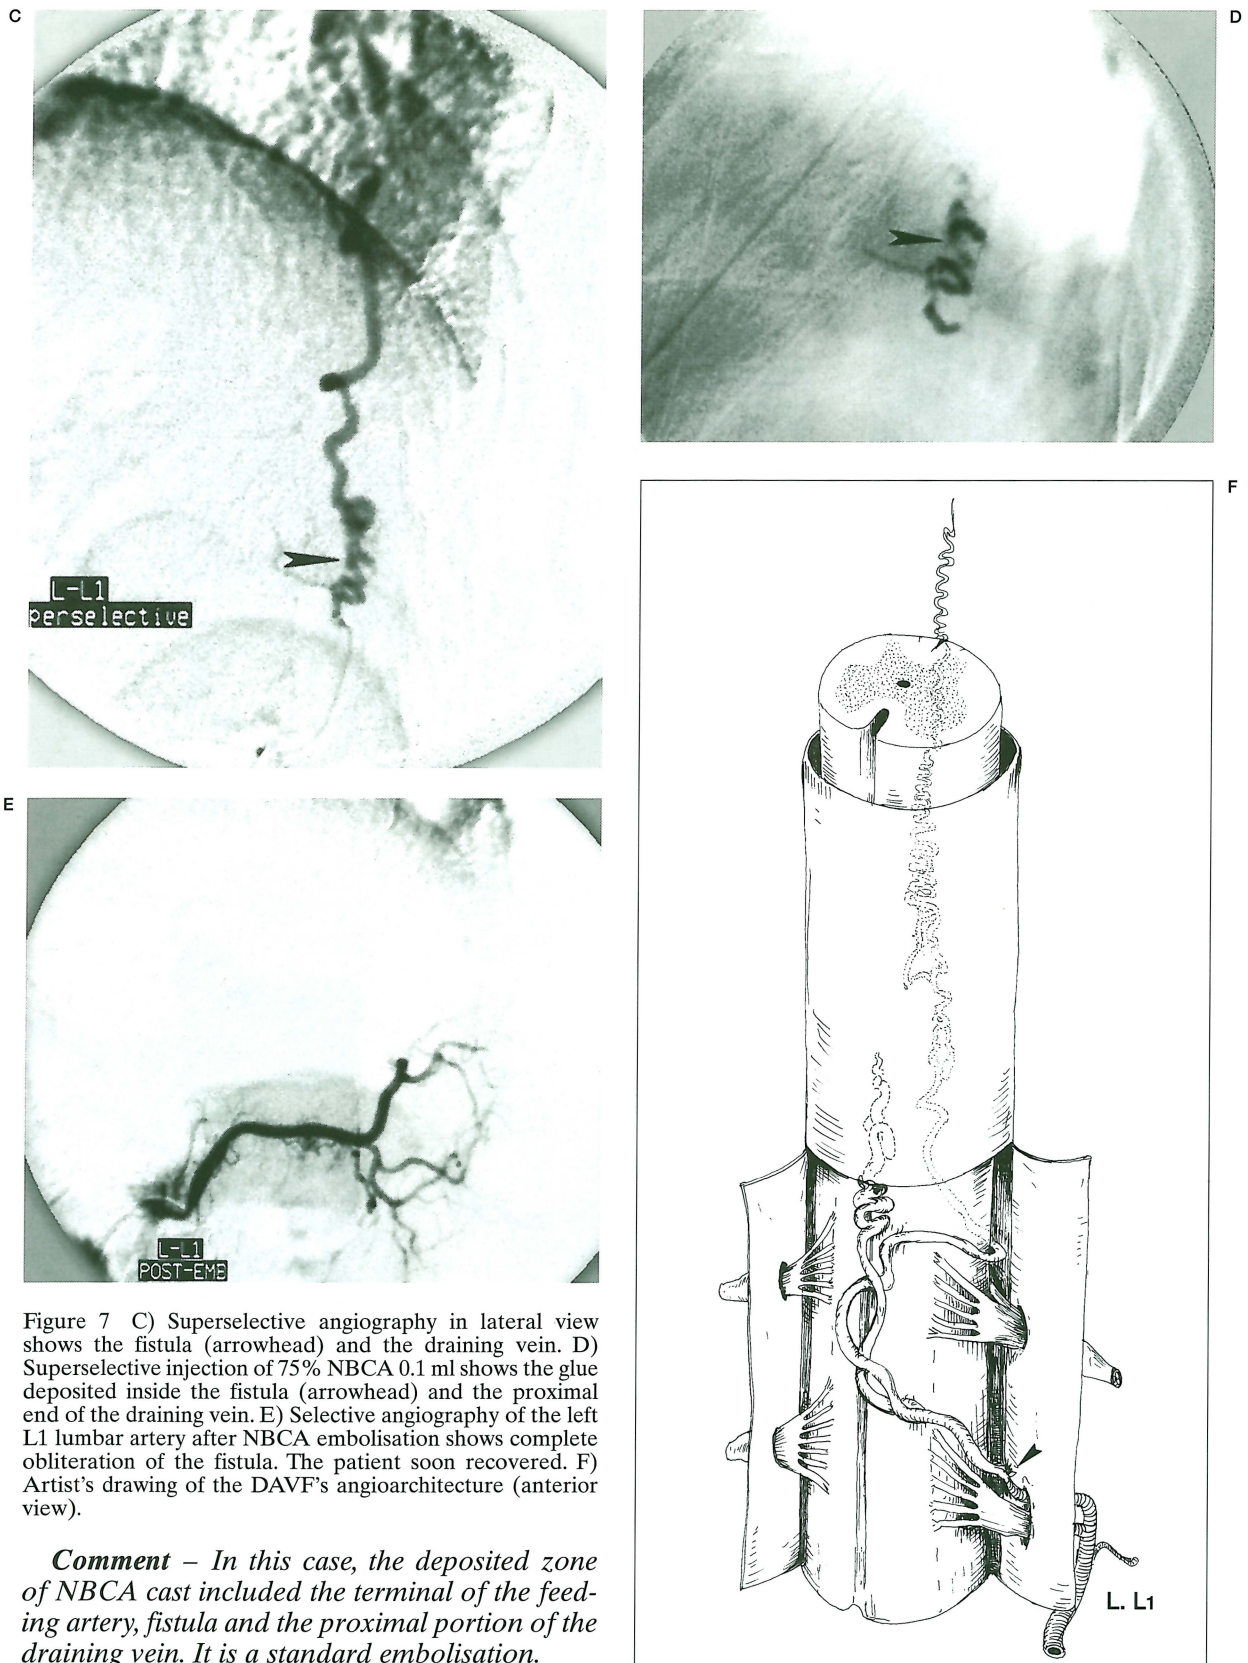 C
D
L-L1
perselective
E
F
L-L1
POST-EMB
L. L1
Figure 7 C) Superselective angiography in lateral view
shows the fistula (arrowhead) and the draining vein. D)
Superselective injection of 75% NBCA 0.1 ml shows the glue
deposited inside the fistula (arrowhead) and the proximal
end of the draining vein. E) Selective angiography of the left
L1 lumbar artery after NBCA embolisation shows complete
obliteration of the fistula. The patient soon recovered. F)
Artist's drawing of the DAVF's angioarchitecture (anterior
view).
Comment – In this case, the deposited zone
of NBCA cast included the terminal of the feed-
ing artery, fistula and the proximal portion of the
draining vein. It is a standard embolisation.